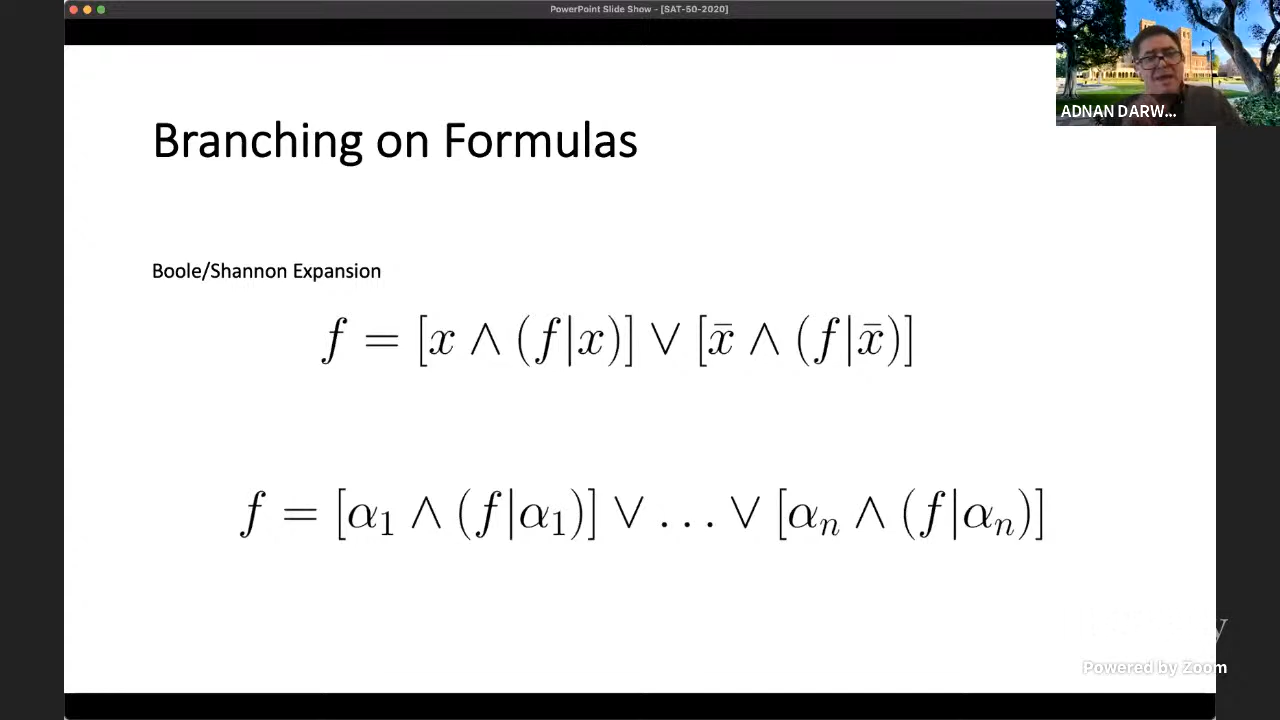 PowerPoint Slide Show - [SAT-50-2020]
ADNAN DARW...
Branching on Formulas
Boole/Shannon Expansion
f = [x ∧ (f|x)] ∨ [x̄ ∧ (f|x̄)]
f = [α₁ ∧ (f|α₁)] ∨ … ∨ [αₙ ∧ (f|αₙ)]
Powered by Zoom